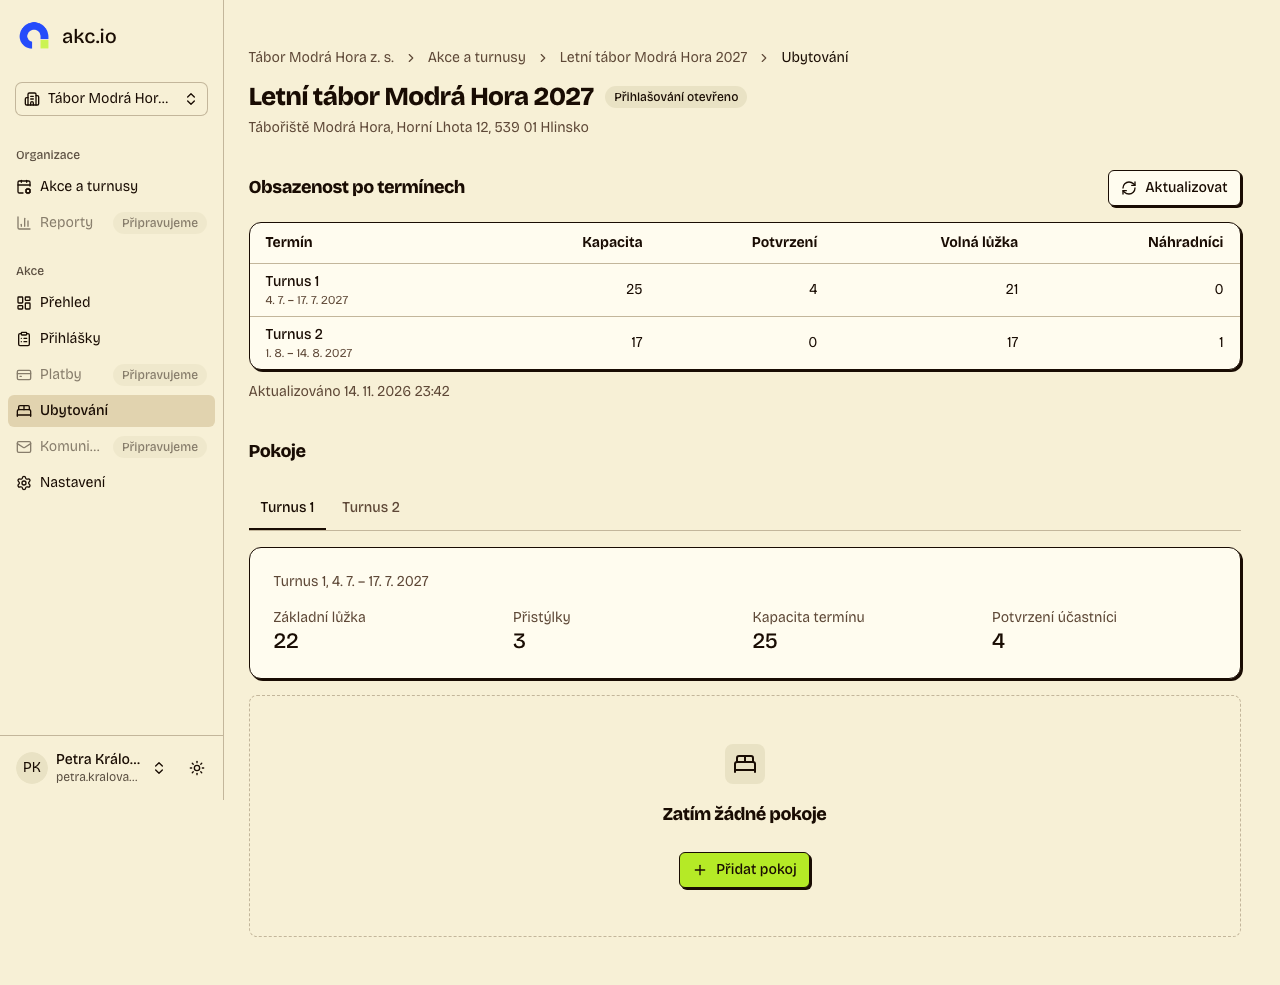 akc.io
Tábor Modrá Hor...
Organizace
Akce a turnusy
Reporty Připravujeme
Akce
Přehled
Přihlášky
Platby Připravujeme
Ubytování
Komuni... Připravujeme
Nastavení
PK
Petra Králo...
petra.kralova...
Tábor Modrá Hora z. s. > Akce a turnusy > Letní tábor Modrá Hora 2027 > Ubytování
Letní tábor Modrá Hora 2027 Přihlašování otevřeno
Tábořiště Modrá Hora, Horní Lhota 12, 539 01 Hlinsko
Obsazenost po termínech
Aktualizovat
Termín Kapacita Potvrzení Volná lůžka Náhradníci
Turnus 1
4. 7. – 17. 7. 2027
25 4 21 0
Turnus 2
1. 8. – 14. 8. 2027
17 0 17 1
Aktualizováno 14. 11. 2026 23:42
Pokoje
Turnus 1 Turnus 2
Turnus 1, 4. 7. – 17. 7. 2027
Základní lůžka Přistýlky Kapacita termínu Potvrzení účastníci
22 3 25 4
Zatím žádné pokoje
Přidat pokoj